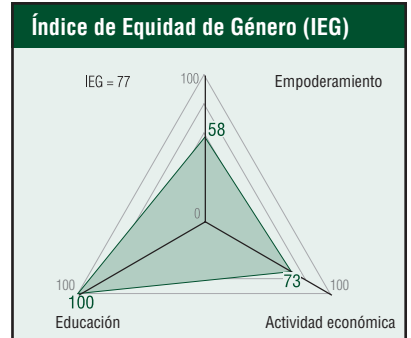 Índice de Equidad de Género (IEG)
IEG = 77
100
Empoderamiento
58
0
100
100
73
100
Educación
Actividad económica